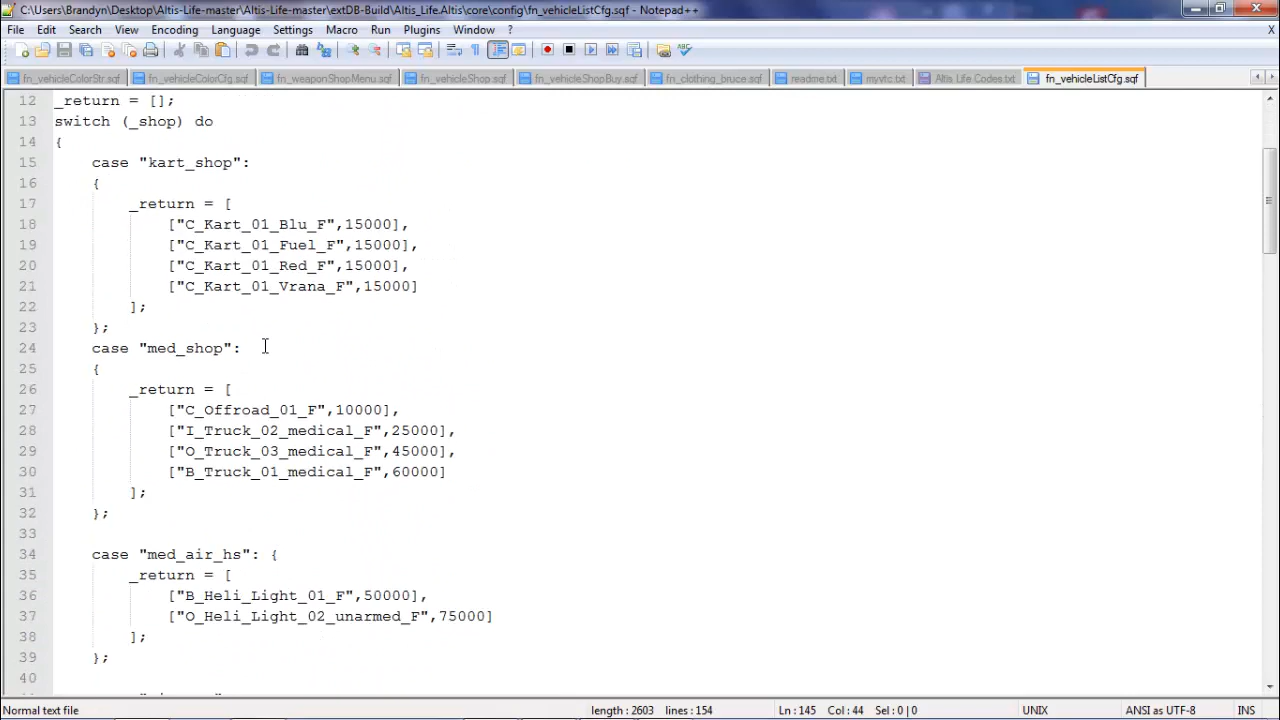 C:\Users\Brandyn\Desktop\Altis-Life-master\Altis-Life-master\extDB-Build\Altis_Life.Altis\core\config\fn_vehicleListCfg.sqf - Notepad++
File Edit Search View Encoding Language Settings Macro Run Plugins Window ? X
fn_vehicleColorStr.sqf fn_vehicleColorCfg.sqf fn_weaponShopMenu.sqf fn_vehicleShop.sqf fn_vehicleShopBuy.sqf fn_clothing_bruce.sqf readme.txt myvtc.txt Altis Life Codes.txt fn_vehicleListCfg.sqf
12 _return = [];
13 switch (_shop) do
14 {
15 case "kart_shop":
16 {
17 _return = [
18 ["C_Kart_01_Blu_F",15000],
19 ["C_Kart_01_Fuel_F",15000],
20 ["C_Kart_01_Red_F",15000],
21 ["C_Kart_01_Vrana_F",15000]
22 ];
23 };
24 case "med_shop":
25 {
26 _return = [
27 ["C_Offroad_01_F",10000],
28 ["I_Truck_02_medical_F",25000],
29 ["O_Truck_03_medical_F",45000],
30 ["B_Truck_01_medical_F",60000]
31 ];
32 };
33
34 case "med_air_hs": {
35 _return = [
36 ["B_Heli_Light_01_F",50000],
37 ["O_Heli_Light_02_unarmed_F",75000]
38 ];
39 };
40
Normal text file length : 2603 lines : 154 Ln : 145 Col : 44 Sel : 0 | 0 UNIX ANSI as UTF-8 INS